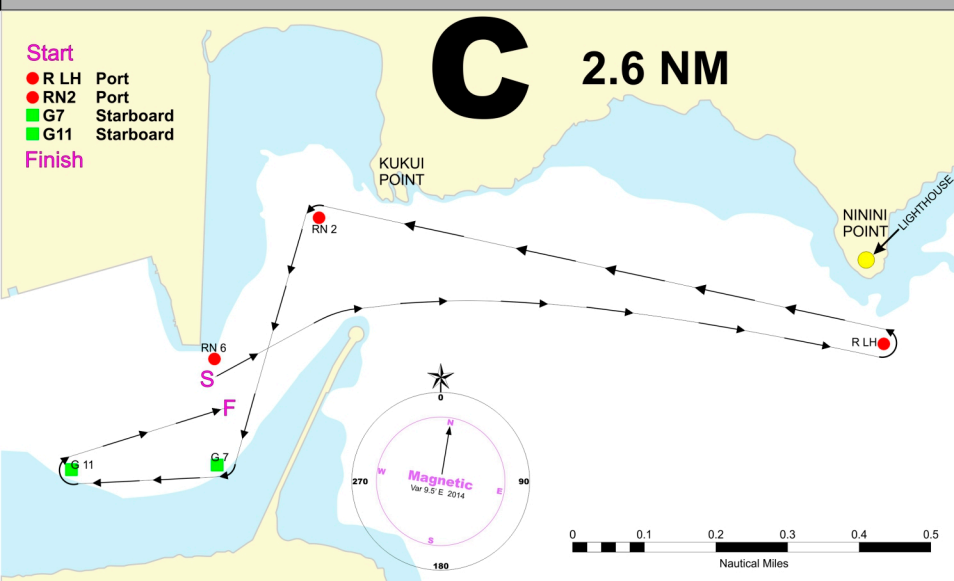 C
2.6 NM
Start
R LH Port
RN2 Port
G7 Starboard
G11 Starboard
Finish
KUKUI
POINT
NININI
POINT
LIGHTHOUSE
RN 2
R LH
RN 6
S
F
G 7
G 11
0
N
W
E
S
270
90
180
Magnetic
Var 9.5' E 2014
0 0.1 0.2 0.3 0.4 0.5
Nautical Miles